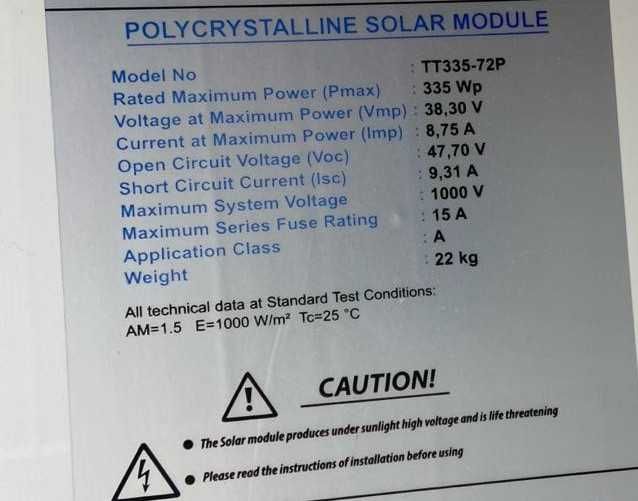 POLYCRYSTALLINE SOLAR MODULE
Model No : TT335-72P
Rated Maximum Power (Pmax) : 335 Wp
Voltage at Maximum Power (Vmp) : 38,30 V
Current at Maximum Power (Imp) : 8,75 A
Open Circuit Voltage (Voc) : 47,70 V
Short Circuit Current (Isc) : 9,31 A
Maximum System Voltage : 1000 V
Maximum Series Fuse Rating : 15 A
Application Class : A
Weight : 22 kg
All technical data at Standard Test Conditions:
AM=1.5 E=1000 W/m² Tc=25 °C
CAUTION!
● The Solar module produces under sunlight high voltage and is life threatening
● Please read the instructions of installation before using